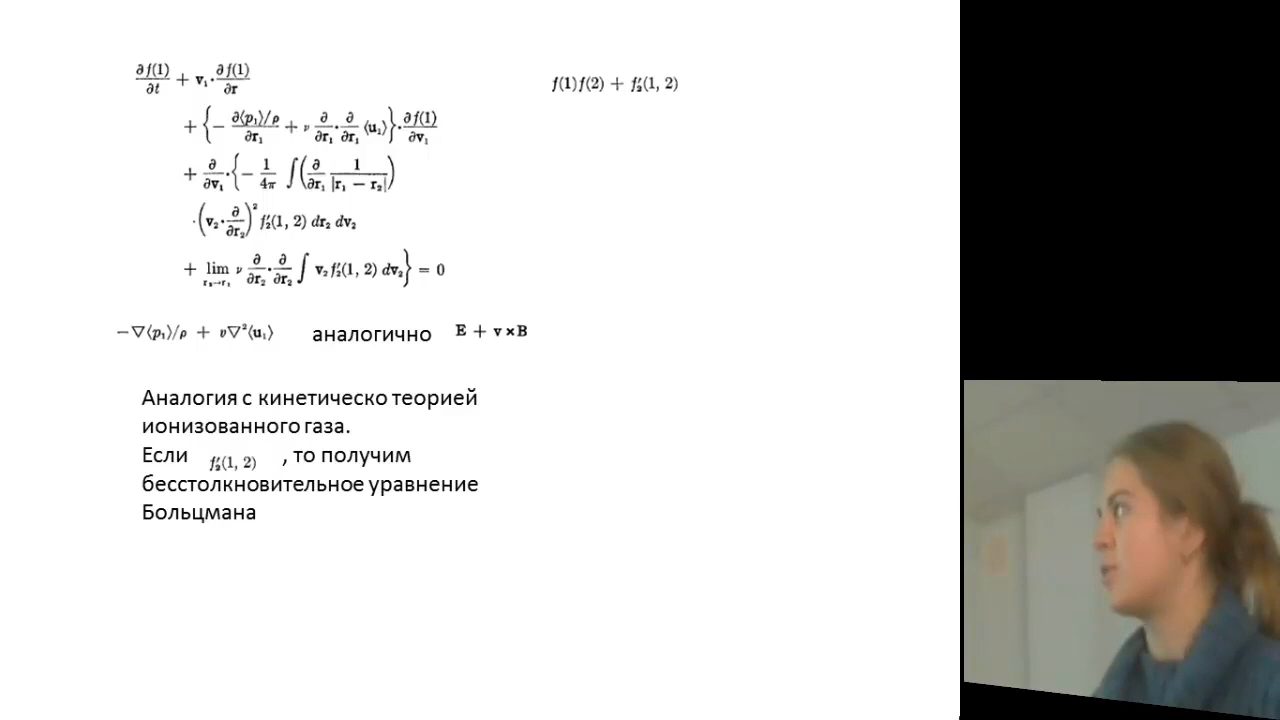 ∂f(1)/∂t + v₁·∂f(1)/∂r
f(1)f(2) + f₂′(1, 2)
+ {− ∂⟨p₁⟩/ρ / ∂r₁ + ν ∂/∂r₁·∂/∂r₁ ⟨u₁⟩}·∂f(1)/∂v₁
+ ∂/∂v₁·{− 1/4π ∫(∂/∂r₁ 1/|r₁ − r₂|)
·(v₂·∂/∂r₂)² f₂′(1, 2) dr₂ dv₂
+ lim r₂→r₁ ν ∂/∂r₂·∂/∂r₂ ∫ v₂ f₂′(1, 2) dv₂} = 0
−∇⟨p₁⟩/ρ + ν∇²⟨u₁⟩ аналогично E + v × B
Аналогия с кинетическо теорией
ионизованного газа.
Если f₂′(1, 2) , то получим
бесстолкновительное уравнение
Больцмана